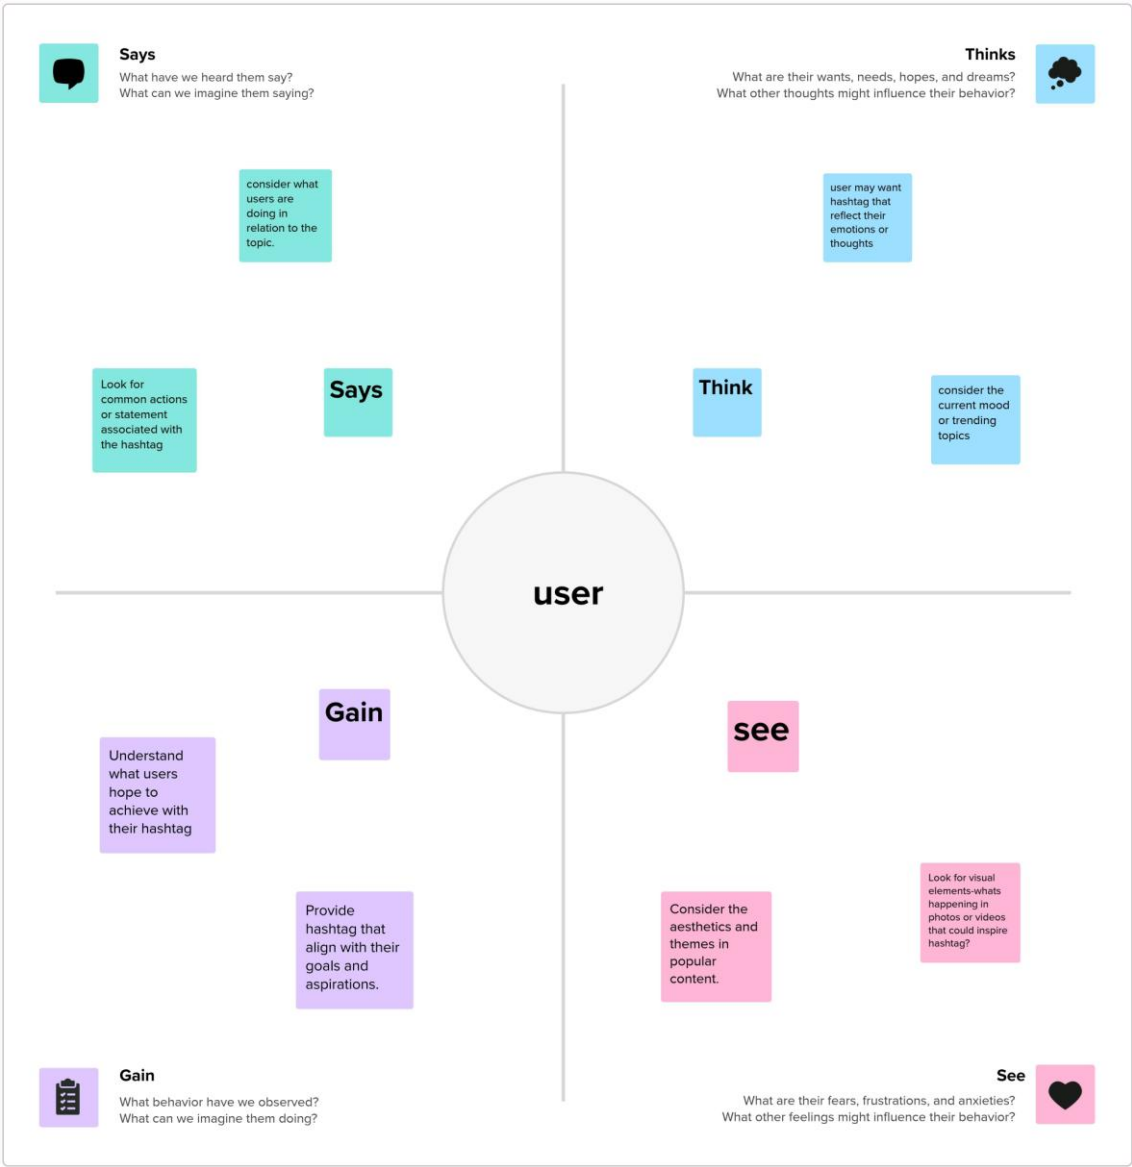 Says
What have we heard them say?
What can we imagine them saying?
Thinks
What are their wants, needs, hopes, and dreams?
What other thoughts might influence their behavior?
consider what
users are
doing in
relation to the
topic.
user may want
hashtag that
reflect their
emotions or
thoughts
Look for
common actions
or statement
associated with
the hashtag
Says
Think
consider the
current mood
or trending
topics
user
Gain
see
Understand
what users
hope to
achieve with
their hashtag
Provide
hashtag that
align with their
goals and
aspirations.
Consider the
aesthetics and
themes in
popular
content.
Look for visual
elements-whats
happening in
photos or videos
that could inspire
hashtag?
Gain
What behavior have we observed?
What can we imagine them doing?
See
What are their fears, frustrations, and anxieties?
What other feelings might influence their behavior?